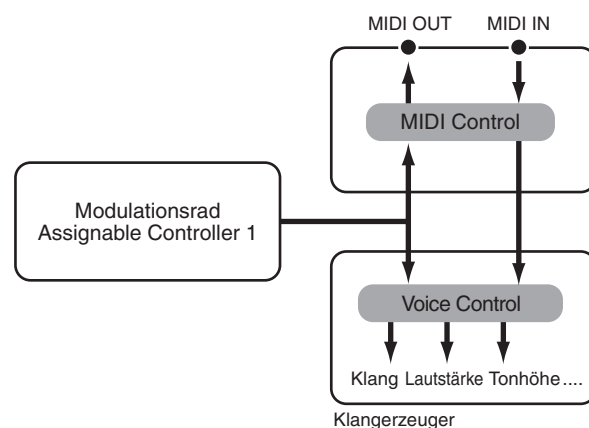 MIDI OUT MIDI IN
MIDI Control
Modulationsrad
Assignable Controller 1
Voice Control
Klang Lautstärke Tonhöhe ....
Klangerzeuger